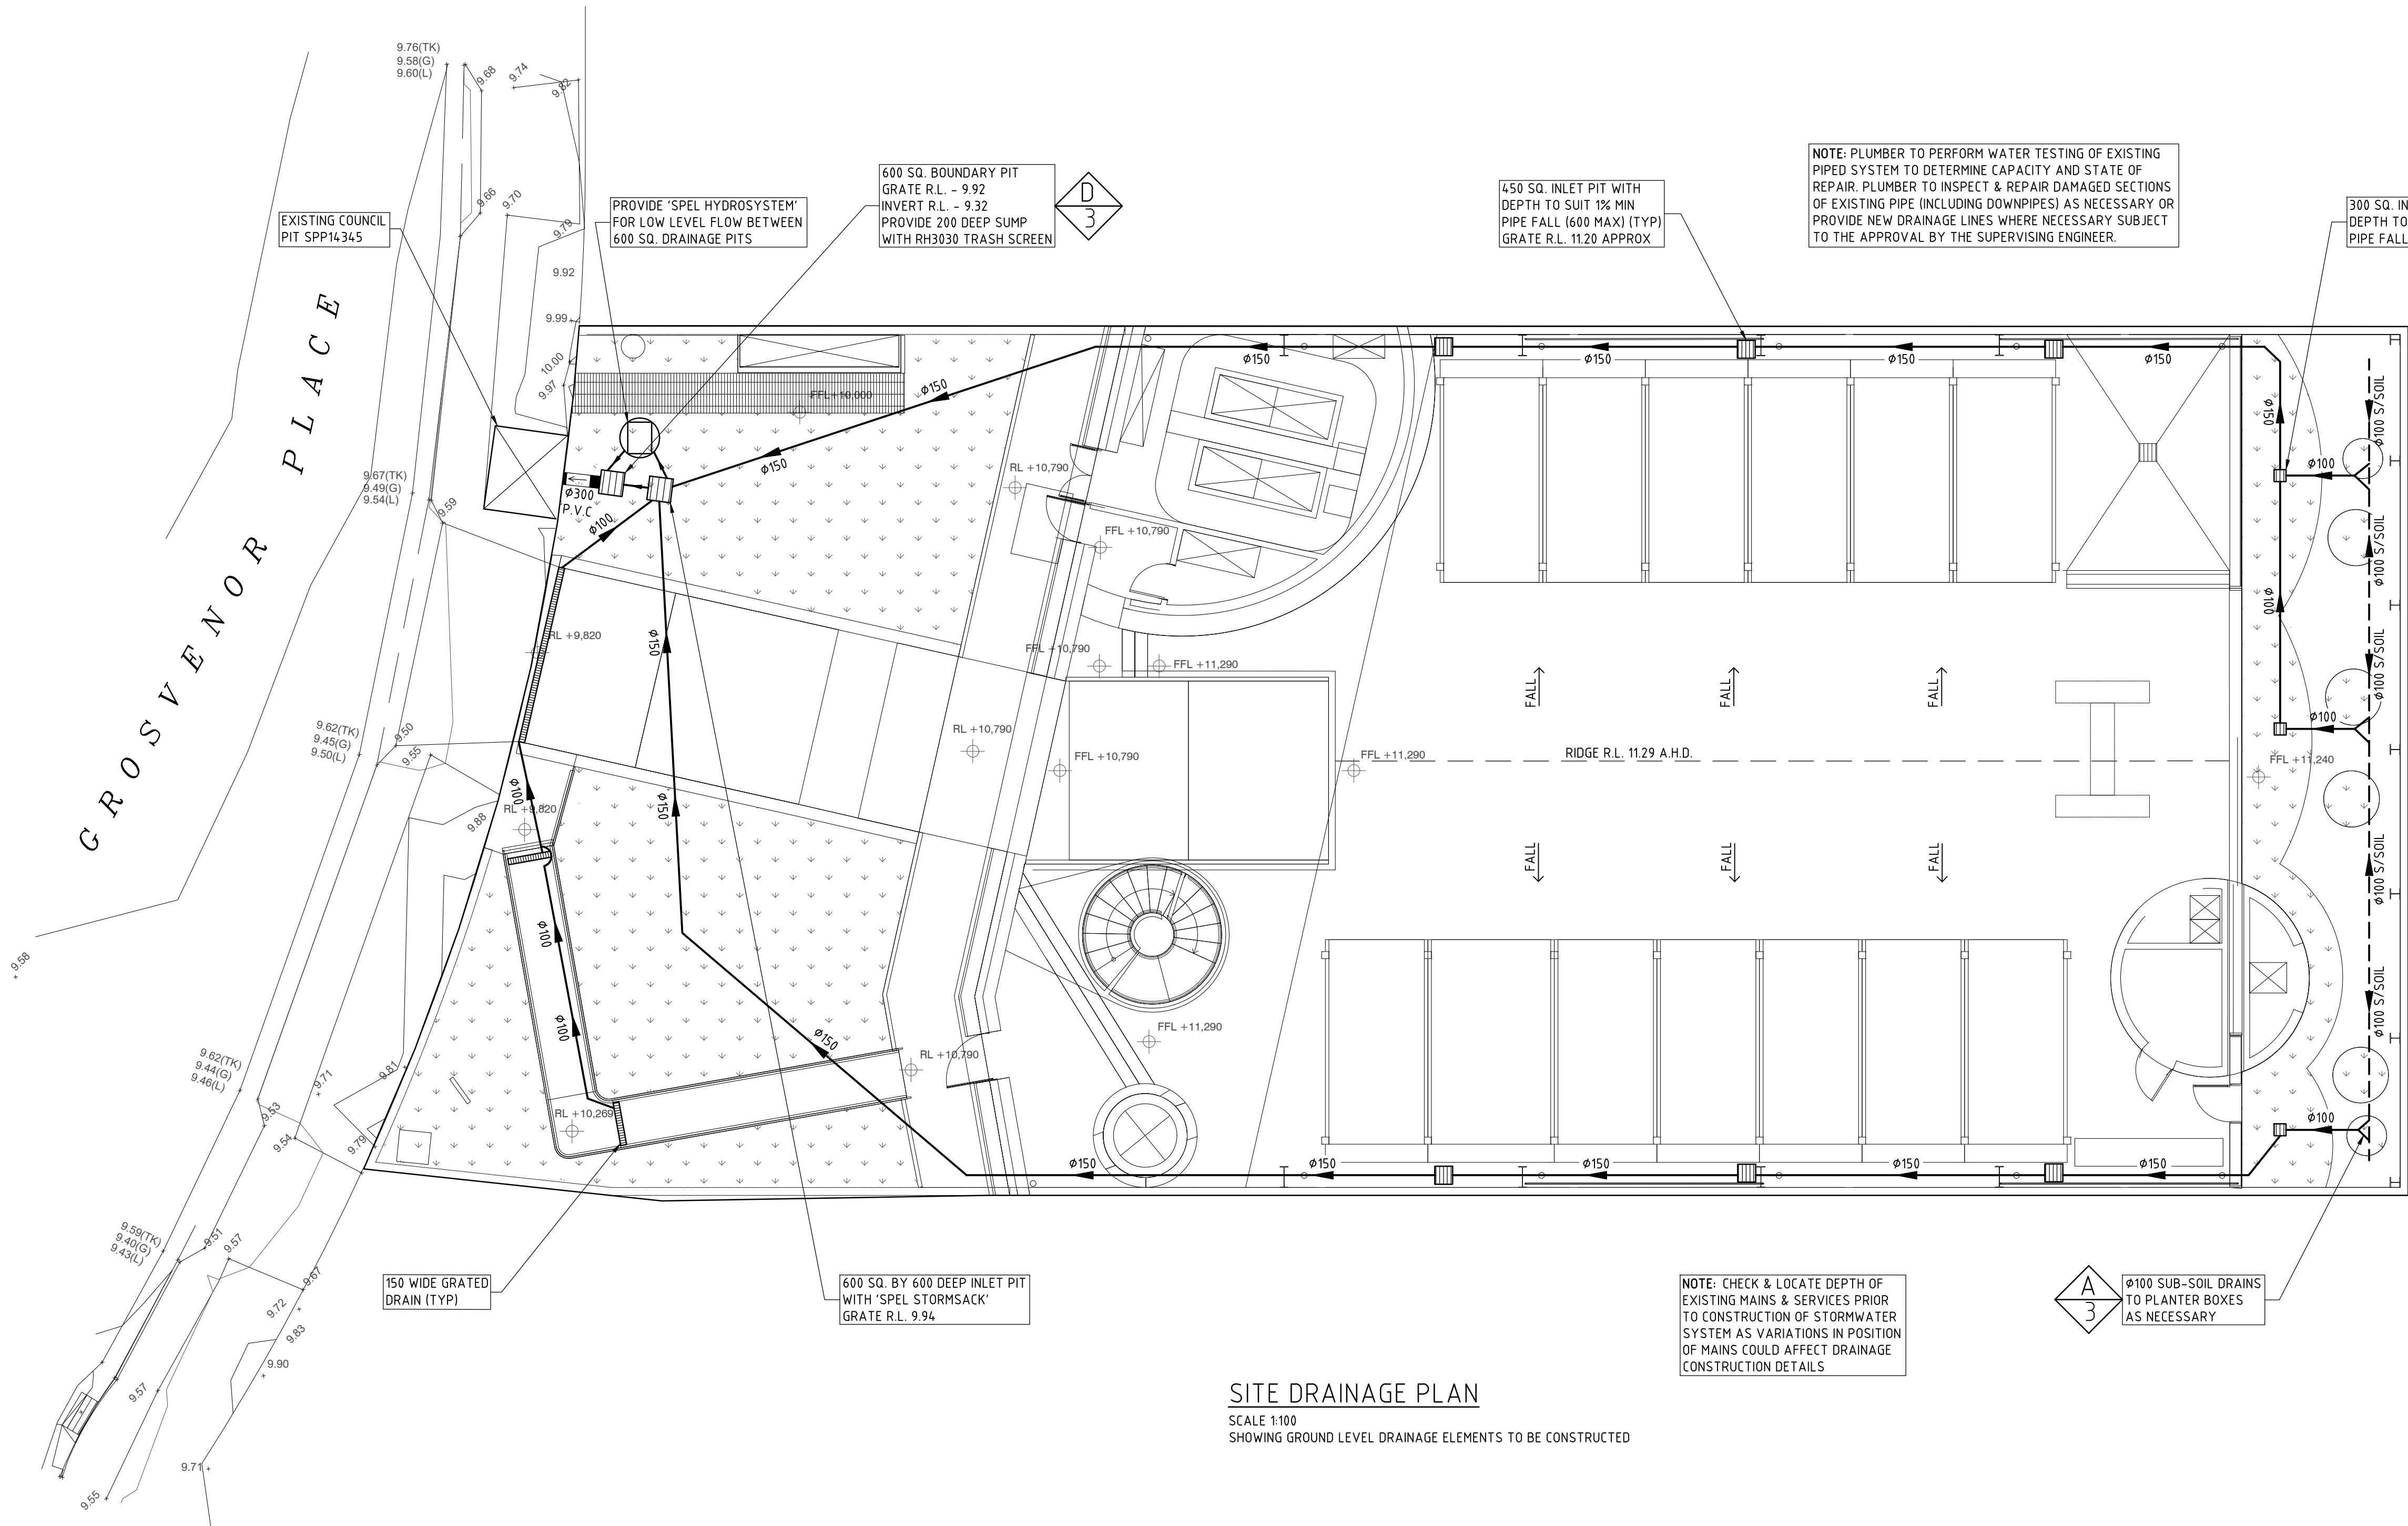 9.76(TK)
9.58(G)
9.60(L)
9.68
9.74
9.82
9.66
9.70
9.79
9.92
9.99
10.00
9.97
EXISTING COUNCIL
PIT SPP14345
PROVIDE 'SPEL HYDROSYSTEM'
FOR LOW LEVEL FLOW BETWEEN
600 SQ. DRAINAGE PITS
600 SQ. BOUNDARY PIT
GRATE R.L. - 9.92
INVERT R.L. - 9.32
PROVIDE 200 DEEP SUMP
WITH RH3030 TRASH SCREEN
D
3
450 SQ. INLET PIT WITH
DEPTH TO SUIT 1% MIN
PIPE FALL (600 MAX) (TYP)
GRATE R.L. 11.20 APPROX
NOTE: PLUMBER TO PERFORM WATER TESTING OF EXISTING
PIPED SYSTEM TO DETERMINE CAPACITY AND STATE OF
REPAIR. PLUMBER TO INSPECT & REPAIR DAMAGED SECTIONS
OF EXISTING PIPE (INCLUDING DOWNPIPES) AS NECESSARY OR
PROVIDE NEW DRAINAGE LINES WHERE NECESSARY SUBJECT
TO THE APPROVAL BY THE SUPERVISING ENGINEER.
300 SQ. IN
DEPTH TO
PIPE FALL
GROSVENOR PLACE
Ø150
Ø150
Ø150
Ø150
Ø150
Ø150
FFL+10,000
Ø300
P.V.C
Ø100
RL +10,790
FFL +10,790
FFL +10,790
FFL +11,290
RL +10,790
FFL +10,790
FFL +11,290
RIDGE R.L. 11.29 A.H.D.
FALL
FALL
FALL
FALL
FALL
FALL
Ø150
Ø100
Ø100
Ø100
Ø100
Ø100 S/SOIL
Ø100 S/SOIL
Ø100 S/SOIL
Ø100 S/SOIL
Ø100 S/SOIL
FFL +11,240
9.67(TK)
9.49(G)
9.54(L)
9.59
RL +9,820
Ø150
Ø150
9.62(TK)
9.45(G)
9.50(L)
9.50
9.55
Ø100
RL +9,820
9.88
Ø100
Ø100
9.58
FFL +11,290
Ø150
RL +10,790
RL +10,269
9.62(TK)
9.44(G)
9.46(L)
9.71
9.81
9.53
9.54
9.79
Ø150
Ø150
Ø150
Ø150
Ø150
9.59(TK)
9.40(G)
9.43(L)
9.51
9.57
9.67
9.72
9.83
9.90
9.57
9.71
9.55
150 WIDE GRATED
DRAIN (TYP)
600 SQ. BY 600 DEEP INLET PIT
WITH 'SPEL STORMSACK'
GRATE R.L. 9.94
NOTE: CHECK & LOCATE DEPTH OF
EXISTING MAINS & SERVICES PRIOR
TO CONSTRUCTION OF STORMWATER
SYSTEM AS VARIATIONS IN POSITION
OF MAINS COULD AFFECT DRAINAGE
CONSTRUCTION DETAILS
A
3
Ø100 SUB-SOIL DRAINS
TO PLANTER BOXES
AS NECESSARY
SITE DRAINAGE PLAN
SCALE 1:100
SHOWING GROUND LEVEL DRAINAGE ELEMENTS TO BE CONSTRUCTED